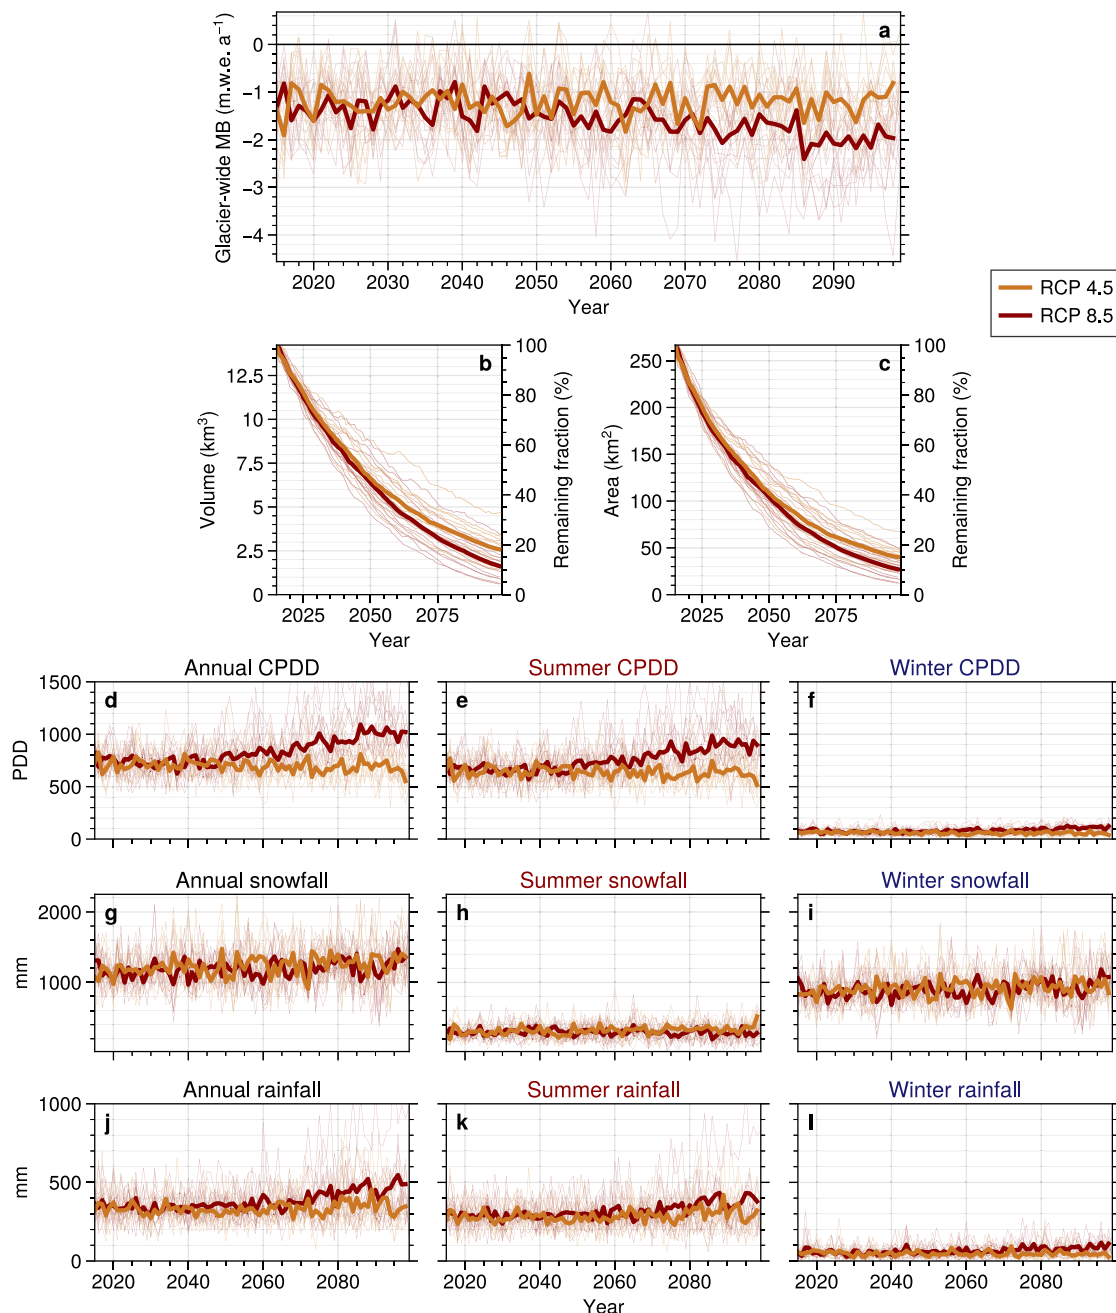 a
Glacier-wide MB (m.w.e. a⁻¹)
0
−1
−2
−3
−4
2020 2030 2040 2050 2060 2070 2080 2090
Year
RCP 4.5
RCP 8.5
b
Volume (km³)
12.5
10
7.5
5
2.5
0
100
80
60
40
20
0
Remaining fraction (%)
2025 2050 2075
Year
c
Area (km²)
250
200
150
100
50
0
100
80
60
40
20
0
Remaining fraction (%)
2025 2050 2075
Year
Annual CPDD Summer CPDD Winter CPDD
d e f
PDD
1500
1000
500
0
Annual snowfall Summer snowfall Winter snowfall
g h i
mm
2000
1000
Annual rainfall Summer rainfall Winter rainfall
j k l
mm
1000
500
0
2020 2040 2060 2080 2020 2040 2060 2080 2020 2040 2060 2080
Year